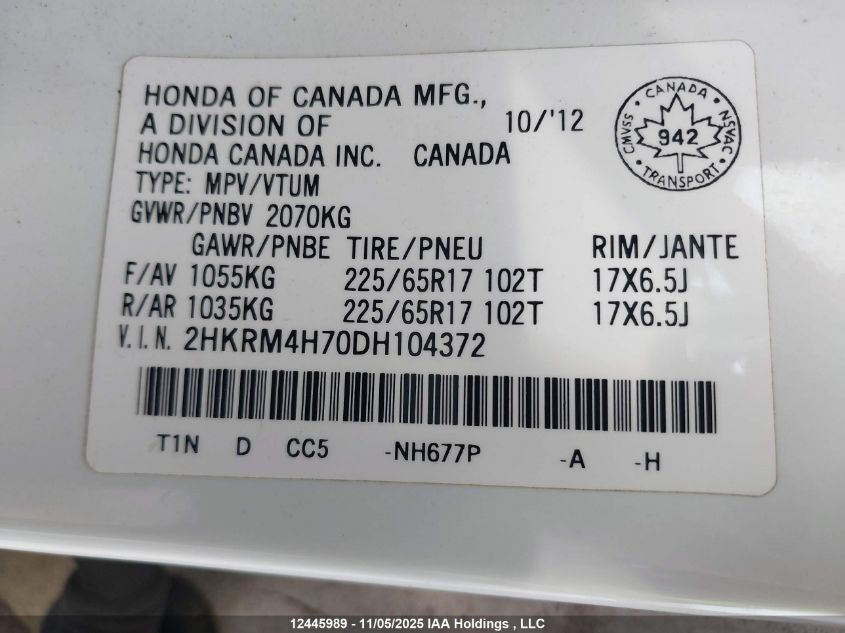 HONDA OF CANADA MFG.,
A DIVISION OF 10/'12
HONDA CANADA INC. CANADA
TYPE: MPV/VTUM
GVWR/PNBV 2070KG
GAWR/PNBE TIRE/PNEU RIM/JANTE
F/AV 1055KG 225/65R17 102T 17X6.5J
R/AR 1035KG 225/65R17 102T 17X6.5J
V.I.N. 2HKRM4H70DH104372
T1N D CC5 -NH677P -A -H
CANADA
CMVSS 942 NSVAC
TRANSPORT
12445989 - 11/05/2025 IAA Holdings , LLC